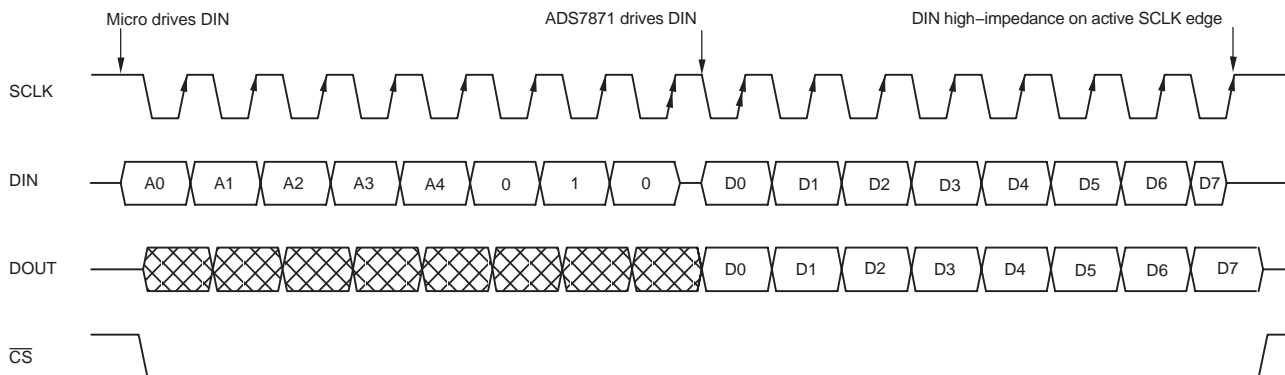 Micro drives DIN
ADS7871 drives DIN
DIN high−impedance on active SCLK edge
SCLK
DIN
A0 A1 A2 A3 A4 0 1 0 D0 D1 D2 D3 D4 D5 D6 D7
DOUT
D0 D1 D2 D3 D4 D5 D6 D7
C̅S̅